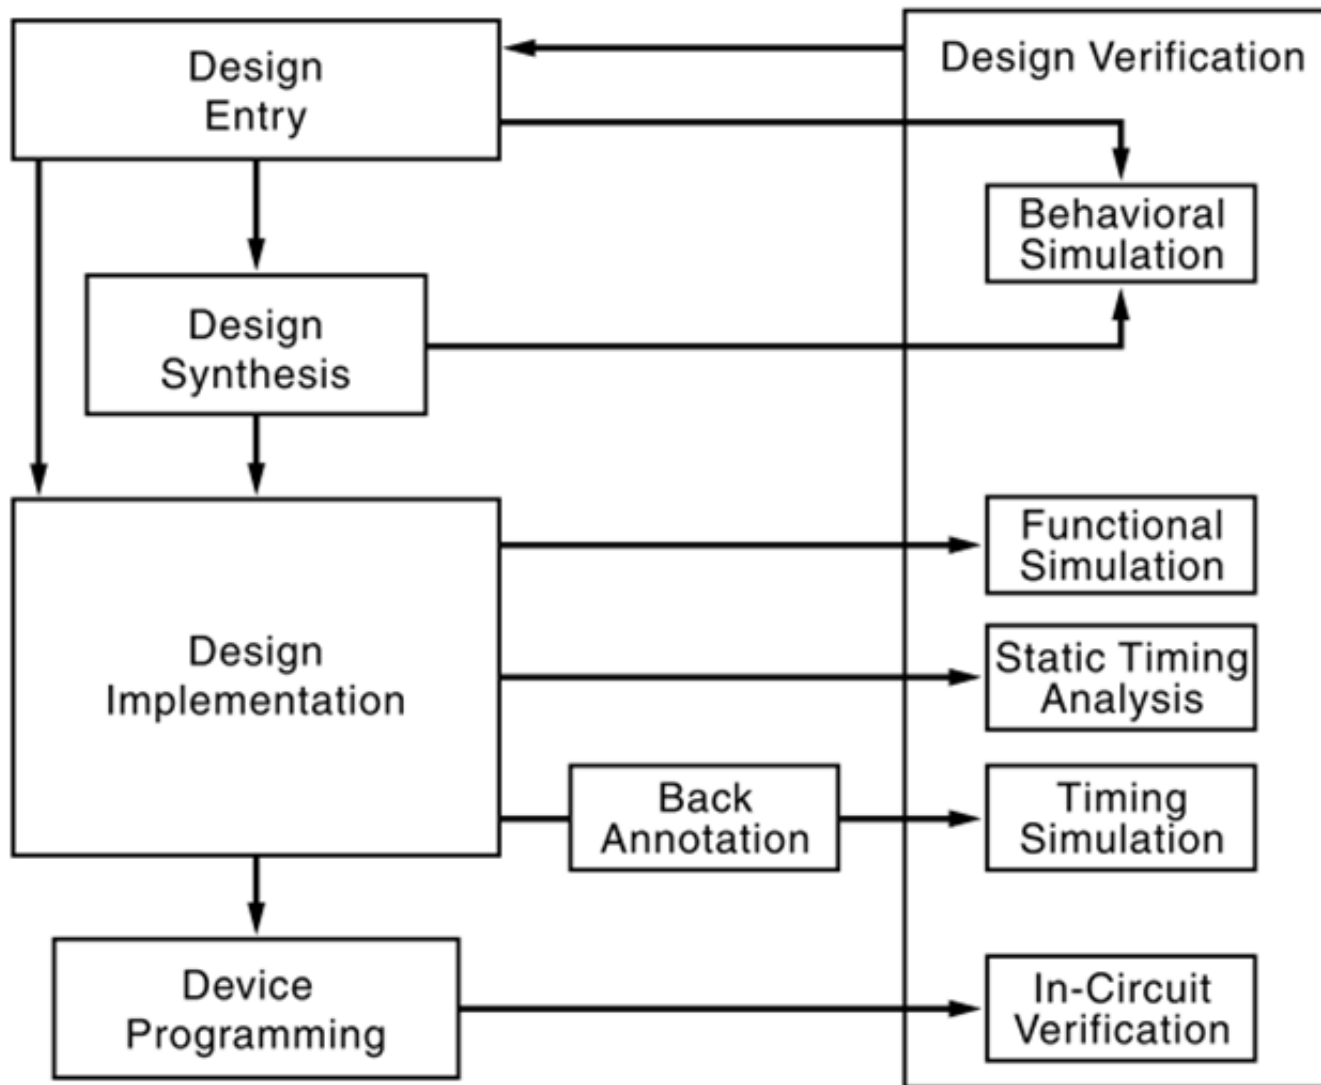 Design
Entry
Design Verification
Behavioral
Simulation
Design
Synthesis
Functional
Simulation
Design
Implementation
Static Timing
Analysis
Back
Annotation
Timing
Simulation
Device
Programming
In-Circuit
Verification